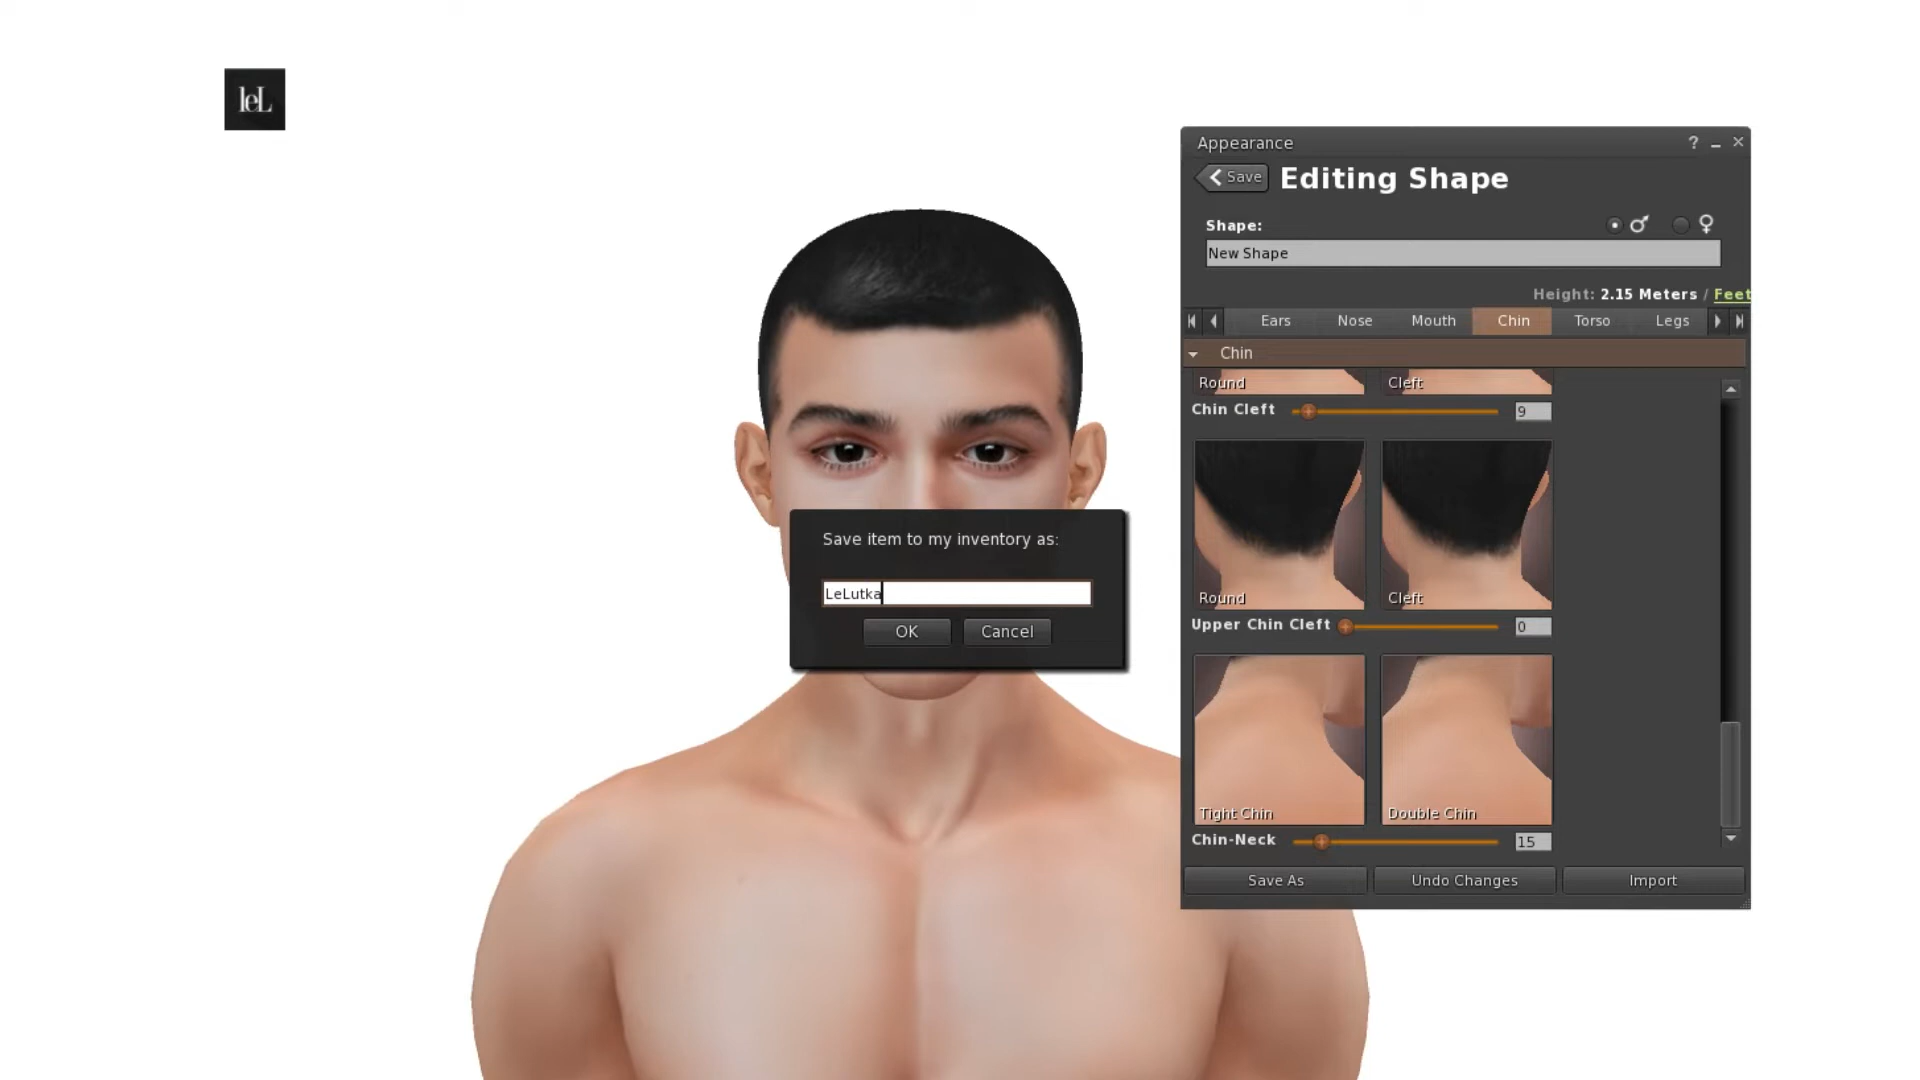 leL
Appearance
?
Save
Editing Shape
Shape:
New Shape
Height: 2.15 Meters / Feet
Ears Nose Mouth Chin Torso Legs
Chin
Round Cleft
Chin Cleft 9
Round Cleft
Upper Chin Cleft 0
Tight Chin Double Chin
Chin-Neck 15
Save As Undo Changes Import
Save item to my inventory as:
LeLutka
OK Cancel